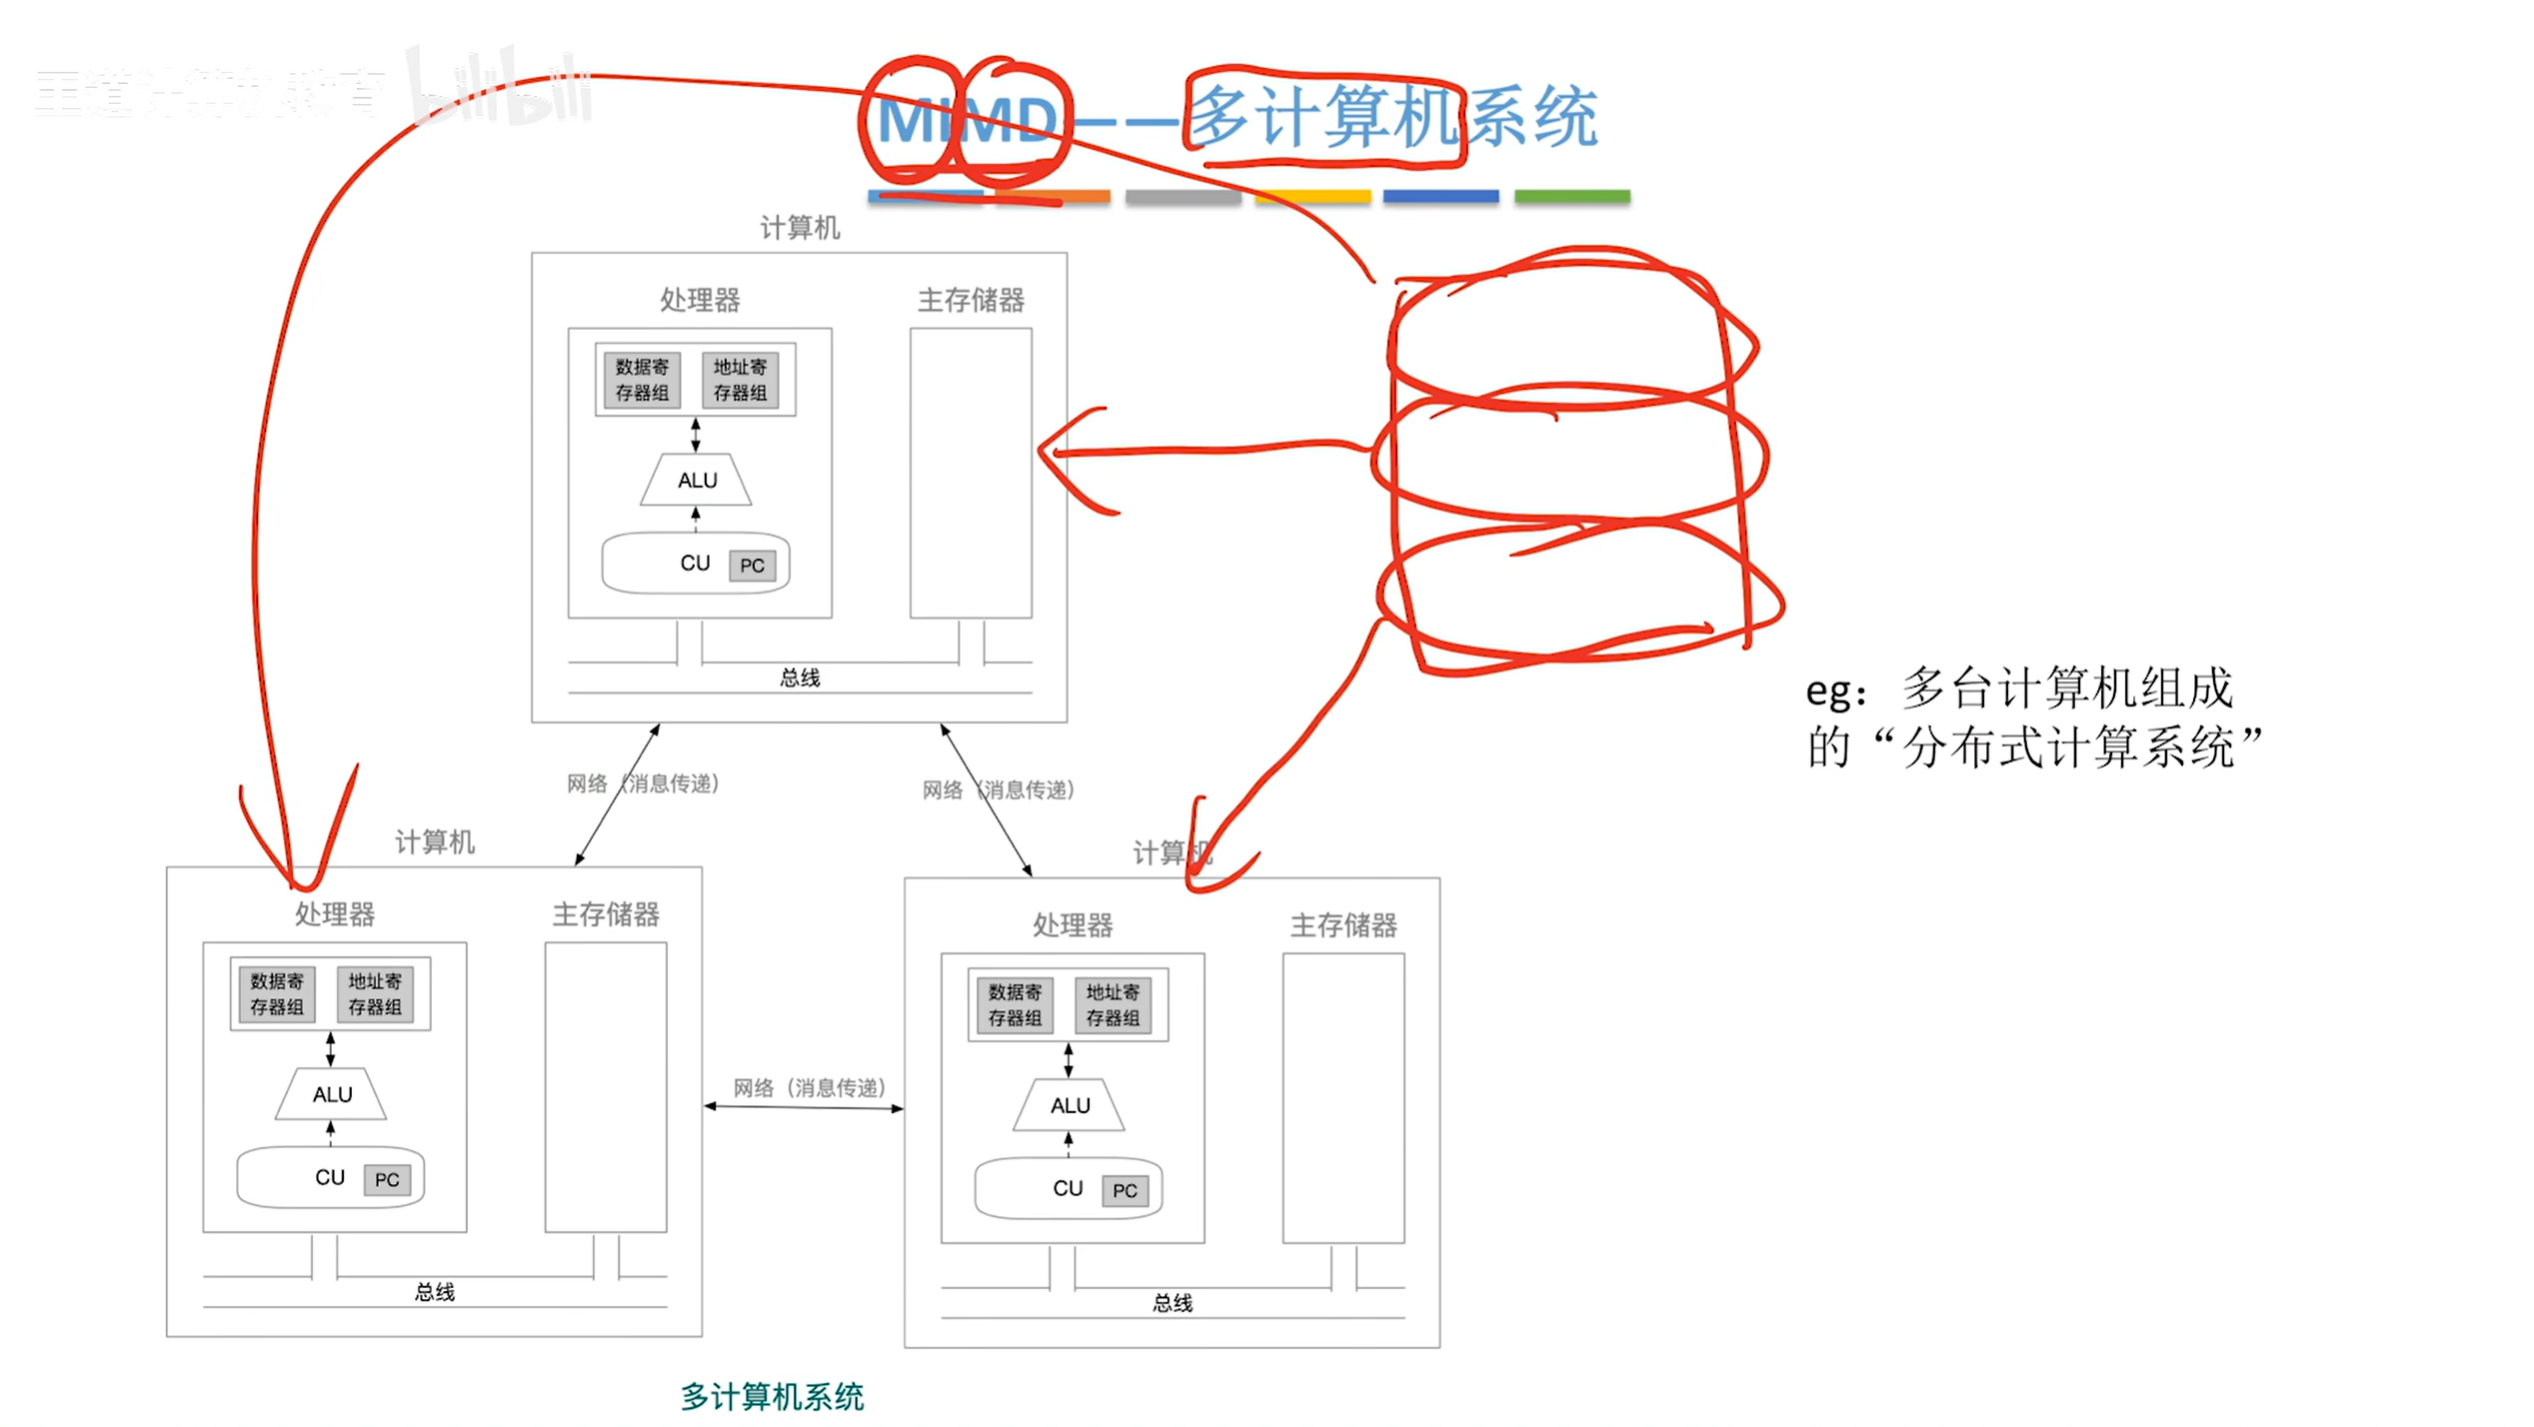 王道计算机教育 bilibili
MIMD——多计算机系统
计算机
处理器
主存储器
数据寄
存器组
地址寄
存器组
ALU
CU
PC
总线
eg：多台计算机组成
的“分布式计算系统”
网络（消息传递）
网络（消息传递）
计算机
处理器
主存储器
数据寄
存器组
地址寄
存器组
ALU
CU
PC
总线
网络（消息传递）
计算机
处理器
主存储器
数据寄
存器组
地址寄
存器组
ALU
CU
PC
总线
多计算机系统